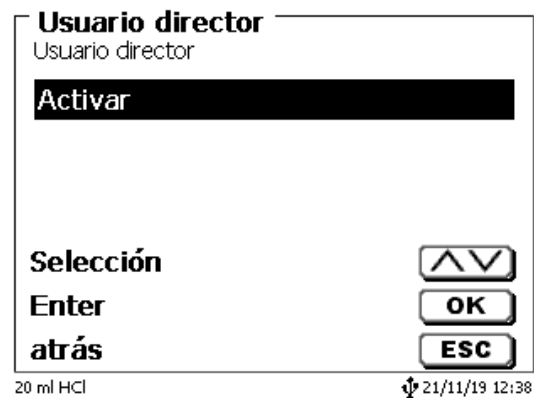 Usuario director
Usuario director
Activar
Selección
Enter OK
atrás ESC
20 ml HCl 21/11/19 12:38